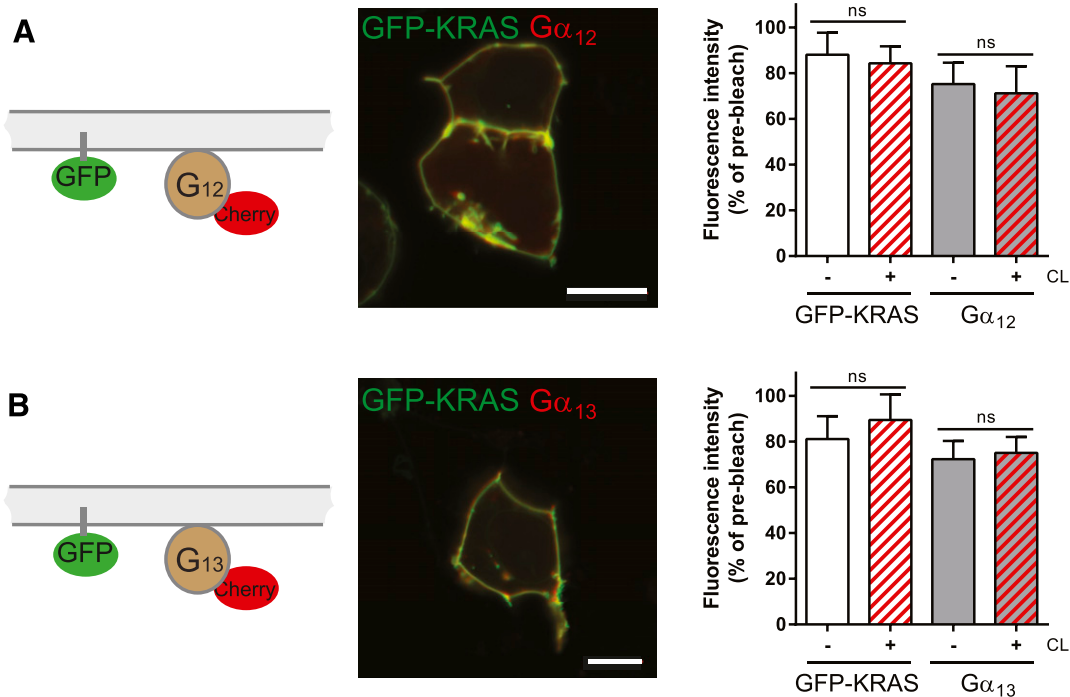 A
GFP
G12
Cherry
GFP-KRAS Gα12
Fluorescence intensity
(% of pre-bleach)
100
80
60
40
20
0
ns
ns
- + - + CL
GFP-KRAS Gα12
B
GFP
G13
Cherry
GFP-KRAS Gα13
Fluorescence intensity
(% of pre-bleach)
100
80
60
40
20
0
ns
ns
- + - + CL
GFP-KRAS Gα13